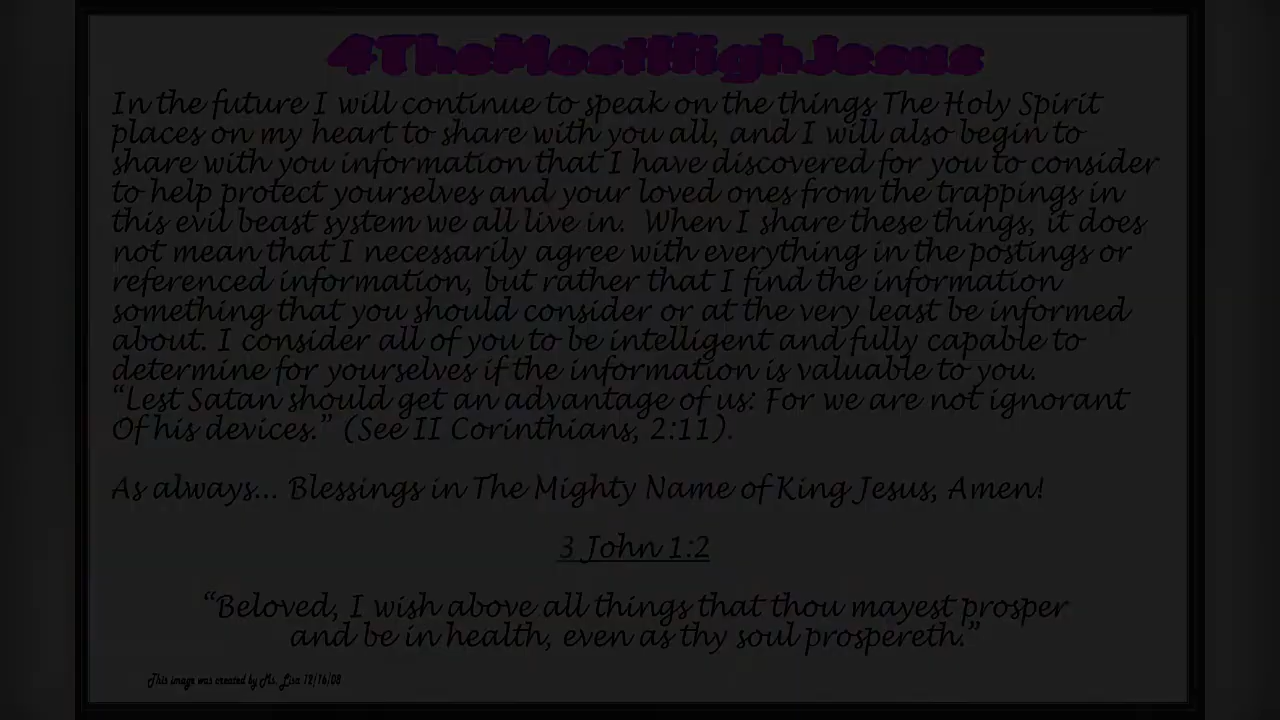 4TheMostHighJesus
In the future I will continue to speak on the things The Holy Spirit
places on my heart to share with you all, and I will also begin to
share with you information that I have discovered for you to consider
to help protect yourselves and your loved ones from the trappings in
this evil beast system we all live in.  When I share these things, it does
not mean that I necessarily agree with everything in the postings or
referenced information, but rather that I find the information
something that you should consider or at the very least be informed
about. I consider all of you to be intelligent and fully capable to
determine for yourselves if the information is valuable to you.
“Lest Satan should get an advantage of us: For we are not ignorant
Of his devices.” (See II Corinthians, 2:11).
As always... Blessings in The Mighty Name of King Jesus, Amen!
3 John 1:2
“Beloved, I wish above all things that thou mayest prosper
and be in health, even as thy soul prospereth.”
This image was created by Ms. Lisa 12/16/08